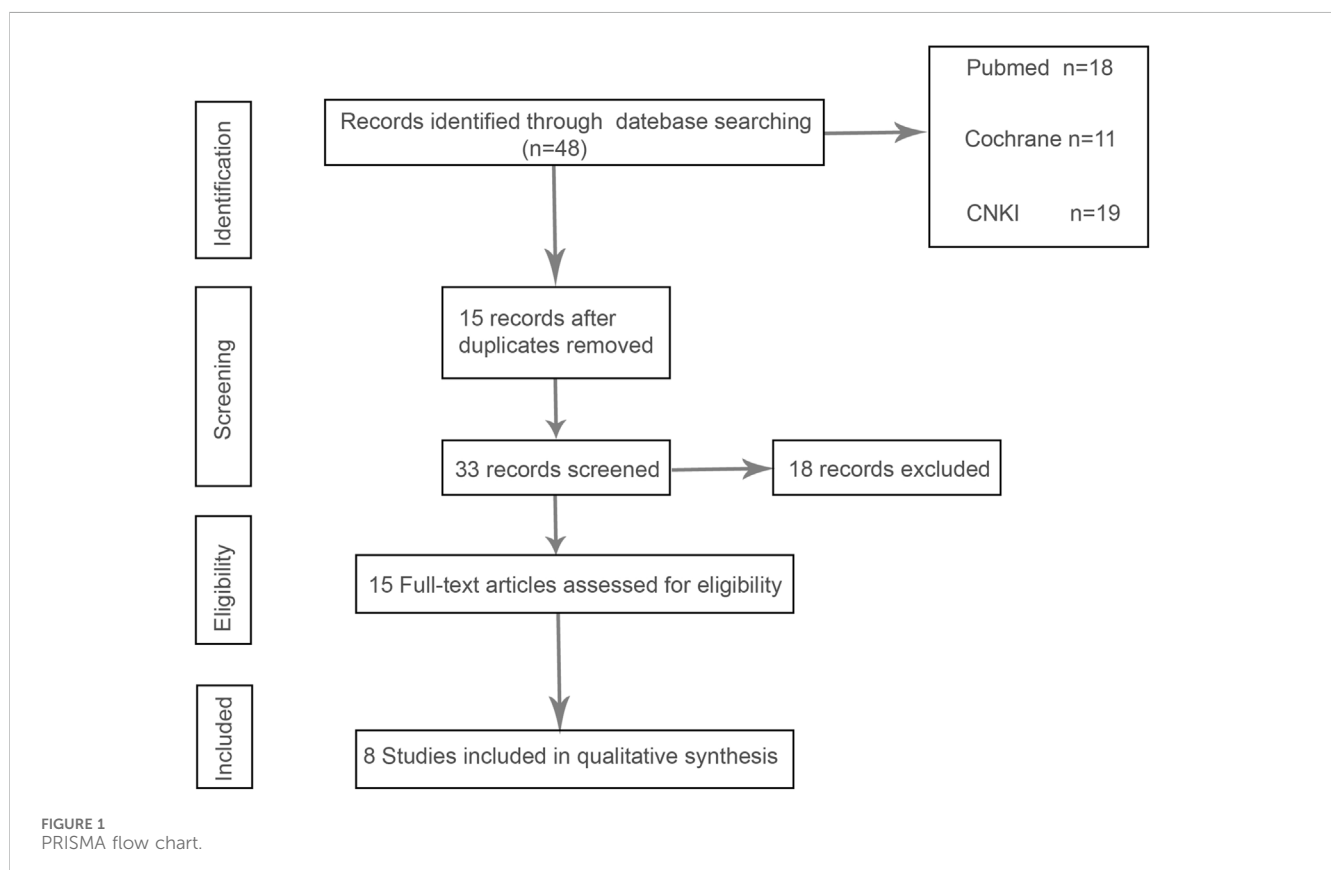 Identification
Records identified through datebase searching
(n=48)
Pubmed n=18
Cochrane n=11
CNKI n=19
Screening
15 records after
duplicates removed
33 records screened
18 records excluded
Eligibility
15 Full-text articles assessed for eligibility
Included
8 Studies included in qualitative synthesis
FIGURE 1
PRISMA flow chart.